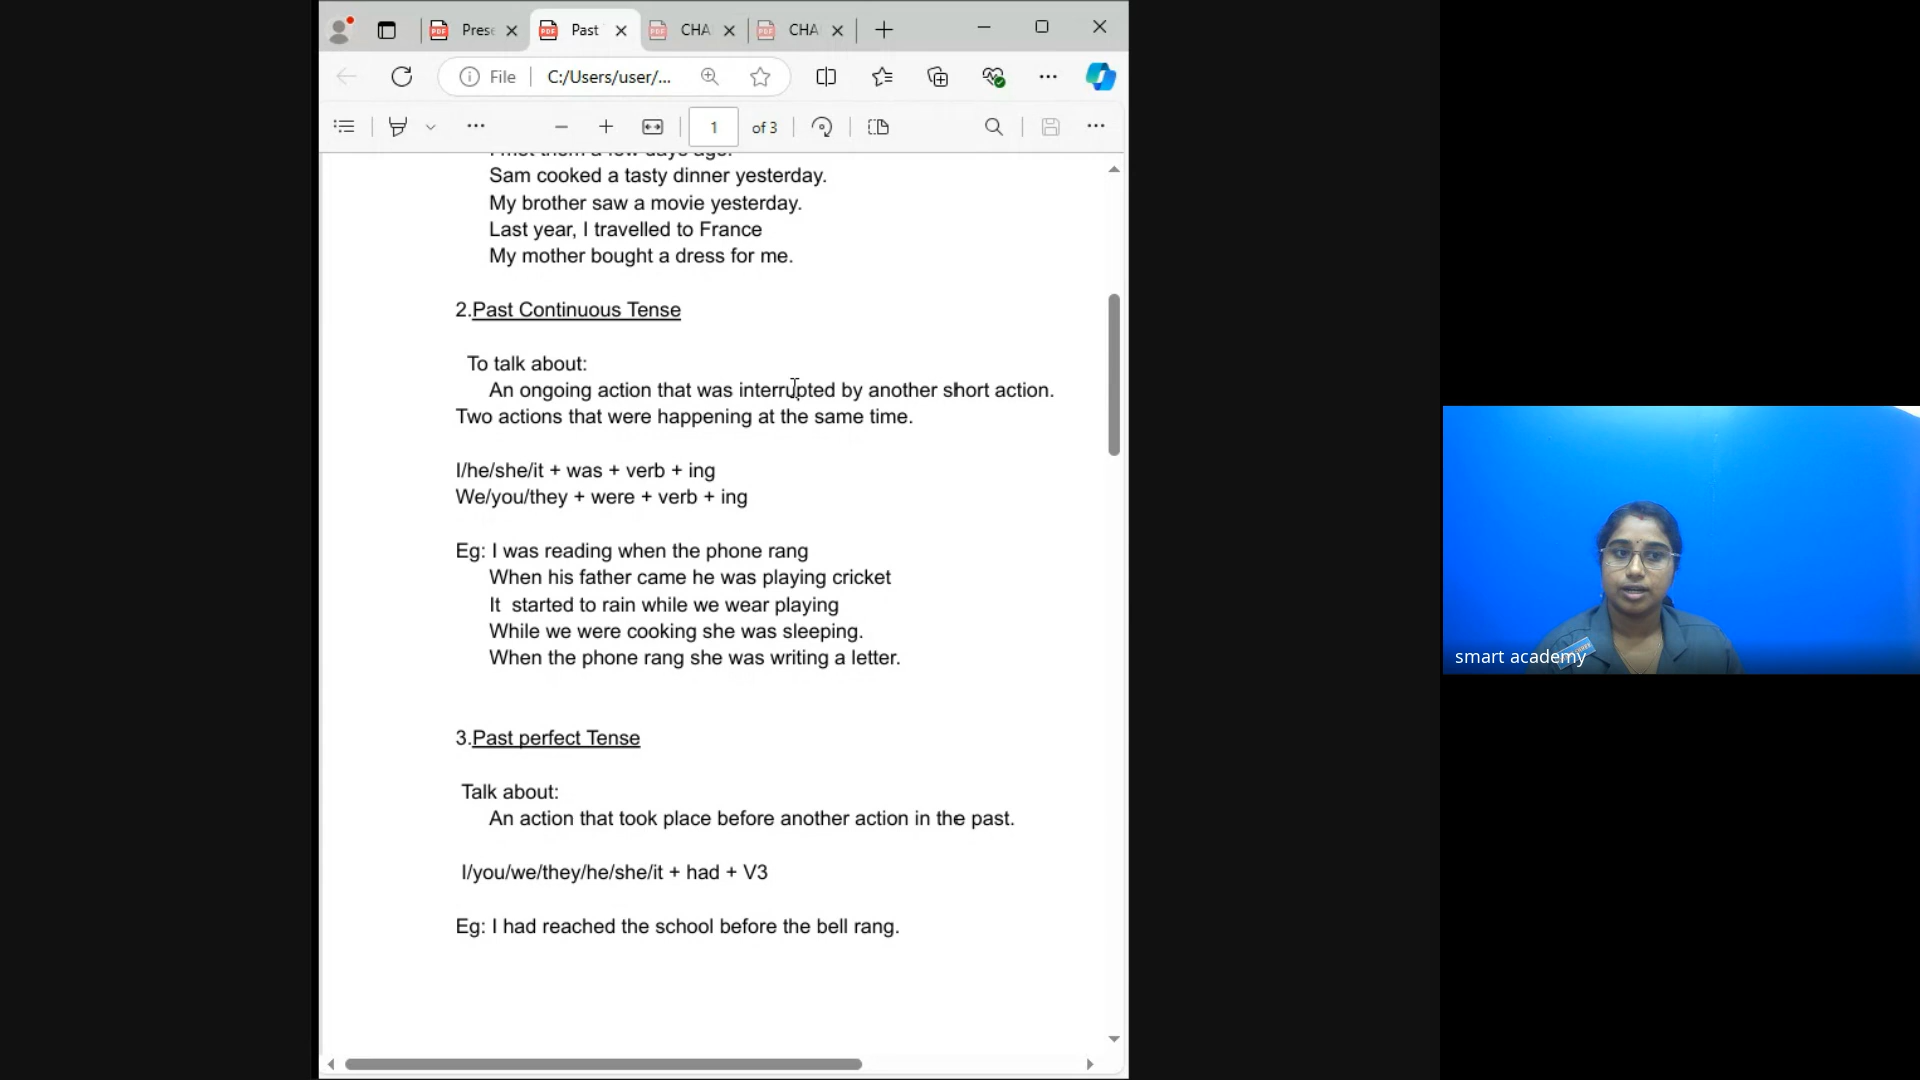 Pres
Past
CHA
CHA
File
C:/Users/user/...
1
of 3
I met them a few days ago.
Sam cooked a tasty dinner yesterday.
My brother saw a movie yesterday.
Last year, I travelled to France
My mother bought a dress for me.
2.Past Continuous Tense
To talk about:
An ongoing action that was interrupted by another short action.
Two actions that were happening at the same time.
I/he/she/it + was + verb + ing
We/you/they + were + verb + ing
Eg: I was reading when the phone rang
When his father came he was playing cricket
It  started to rain while we wear playing
While we were cooking she was sleeping.
When the phone rang she was writing a letter.
3.Past perfect Tense
Talk about:
An action that took place before another action in the past.
I/you/we/they/he/she/it + had + V3
Eg: I had reached the school before the bell rang.
smart academy